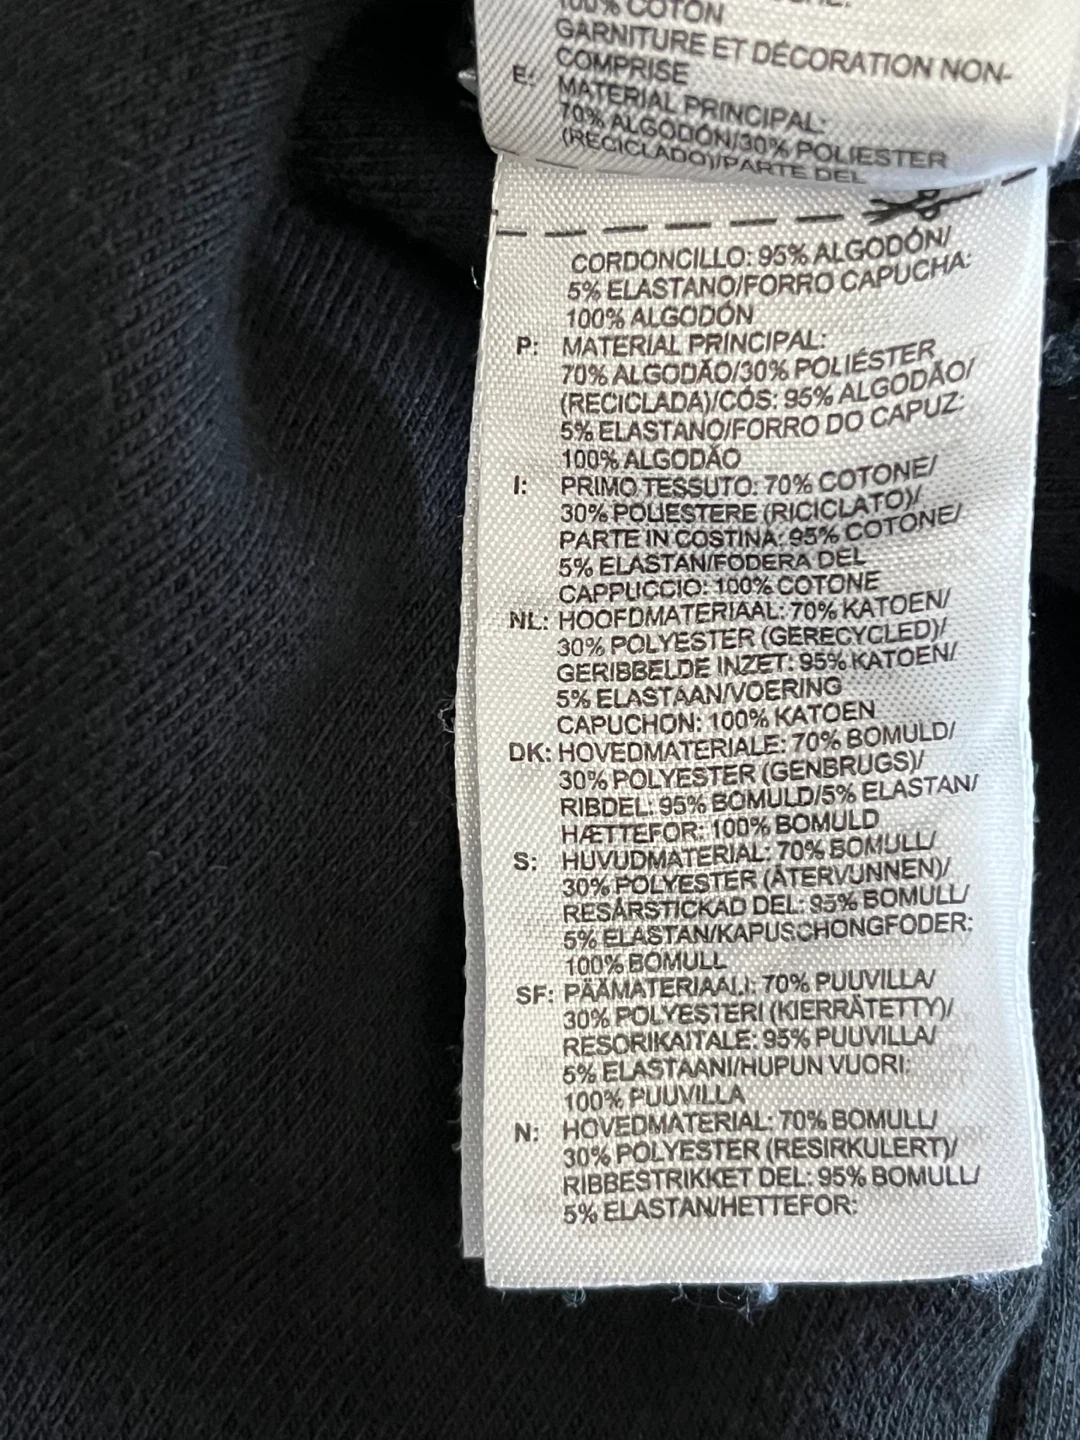 100% COTON
GARNITURE ET DÉCORATION NON-
COMPRISE
E: MATERIAL PRINCIPAL:
70% ALGODÓN/30% POLIESTER
(RECICLADO)/PARTE DEL
CORDONCILLO: 95% ALGODÓN/
5% ELASTANO/FORRO CAPUCHA:
100% ALGODÓN
P: MATERIAL PRINCIPAL:
70% ALGODÃO/30% POLIÉSTER
(RECICLADA)/CÓS: 95% ALGODÃO/
5% ELASTANO/FORRO DO CAPUZ:
100% ALGODÃO
I: PRIMO TESSUTO: 70% COTONE/
30% POLIESTERE (RICICLATO)/
PARTE IN COSTINA: 95% COTONE/
5% ELASTAN/FODERA DEL
CAPPUCCIO: 100% COTONE
NL: HOOFDMATERIAAL: 70% KATOEN/
30% POLYESTER (GERECYCLED)/
GERIBBELDE INZET: 95% KATOEN/
5% ELASTAAN/VOERING
CAPUCHON: 100% KATOEN
DK: HOVEDMATERIALE: 70% BOMULD/
30% POLYESTER (GENBRUGS)/
RIBDEL: 95% BOMULD/5% ELASTAN/
HÆTTEFOR: 100% BOMULD
S: HUVUDMATERIAL: 70% BOMULL/
30% POLYESTER (ÅTERVUNNEN)/
RESÅRSTICKAD DEL: 95% BOMULL/
5% ELASTAN/KAPUSCHONGFODER:
100% BOMULL
SF: PÄÄMATERIAALI: 70% PUUVILLA/
30% POLYESTERI (KIERRÄTETTY)/
RESORIKAITALE: 95% PUUVILLA/
5% ELASTAANI/HUPUN VUORI:
100% PUUVILLA
N: HOVEDMATERIAL: 70% BOMULL/
30% POLYESTER (RESIRKULERT)/
RIBBESTRIKKET DEL: 95% BOMULL/
5% ELASTAN/HETTEFOR: